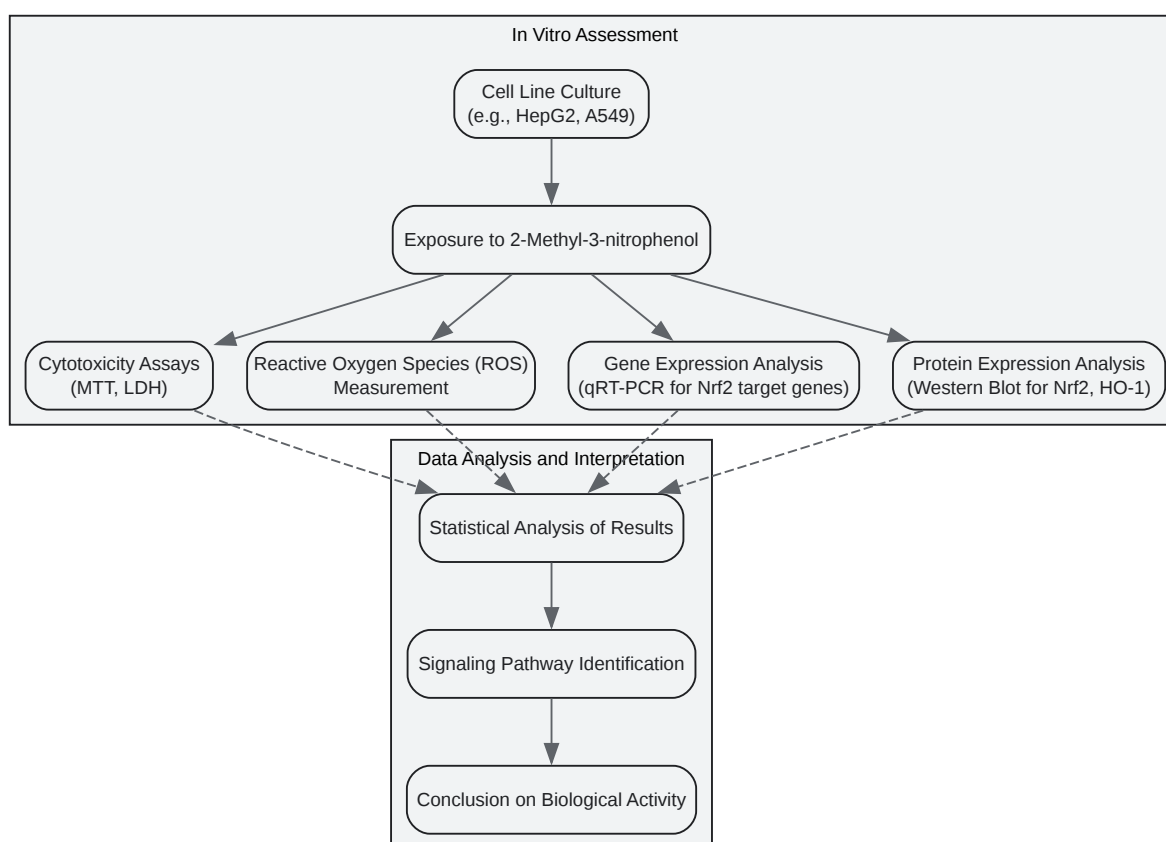 In Vitro Assessment
Cell Line Culture
(e.g., HepG2, A549)
Exposure to 2-Methyl-3-nitrophenol
Cytotoxicity Assays
(MTT, LDH)
Reactive Oxygen Species (ROS)
Measurement
Gene Expression Analysis
(qRT-PCR for Nrf2 target genes)
Protein Expression Analysis
(Western Blot for Nrf2, HO-1)
Data Analysis and Interpretation
Statistical Analysis of Results
Signaling Pathway Identification
Conclusion on Biological Activity